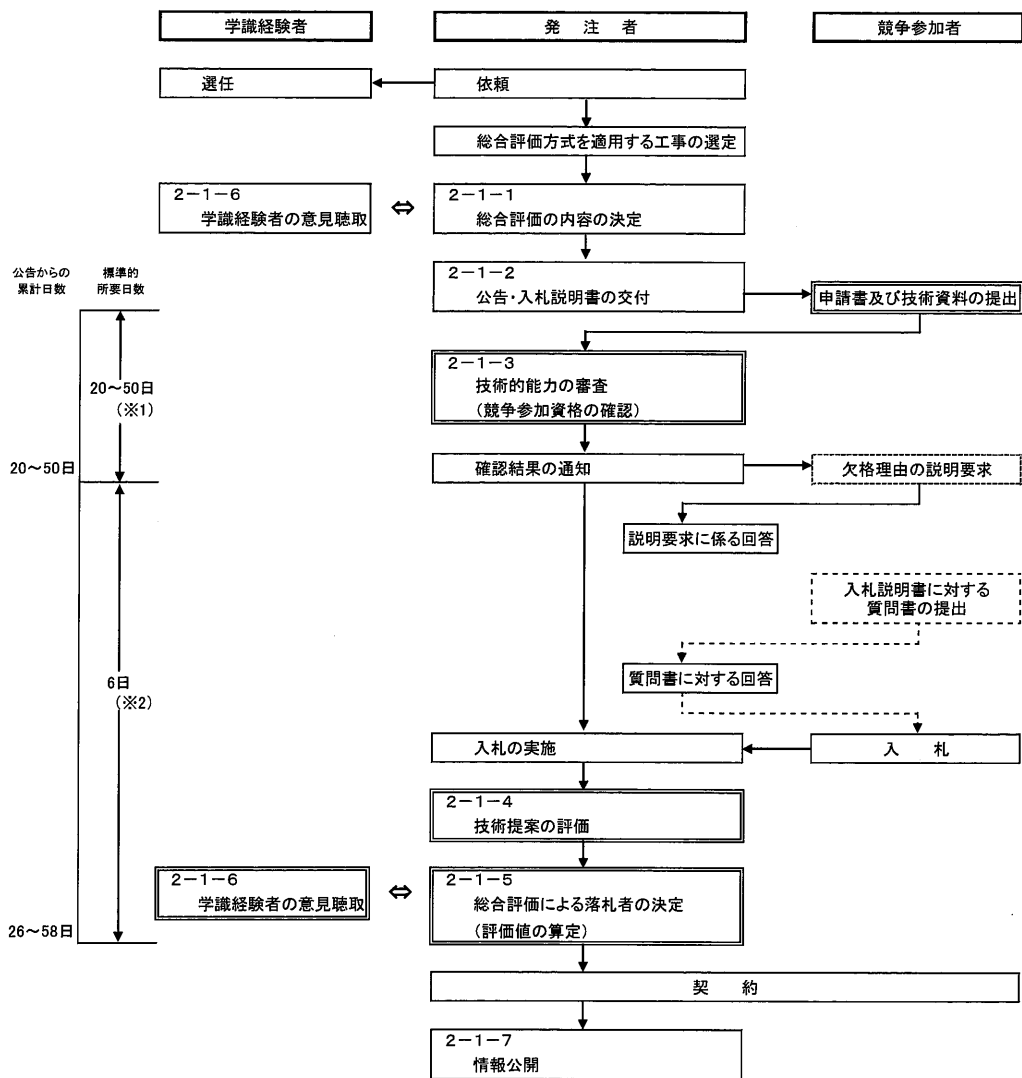 学識経験者
発 注 者
競争参加者
選任
依頼
総合評価方式を適用する工事の選定
2-1-6
学識経験者の意見聴取
⇔
2-1-1
総合評価の内容の決定
公告からの
累計日数
標準的
所要日数
2-1-2
公告・入札説明書の交付
申請書及び技術資料の提出
2-1-3
技術的能力の審査
(競争参加資格の確認)
20~50日
(※1)
20~50日
確認結果の通知
欠格理由の説明要求
説明要求に係る回答
入札説明書に対する
質問書の提出
質問書に対する回答
6日
(※2)
入札の実施
入 札
2-1-4
技術提案の評価
2-1-6
学識経験者の意見聴取
⇔
2-1-5
総合評価による落札者の決定
(評価値の算定)
26~58日
契 約
2-1-7
情報公開